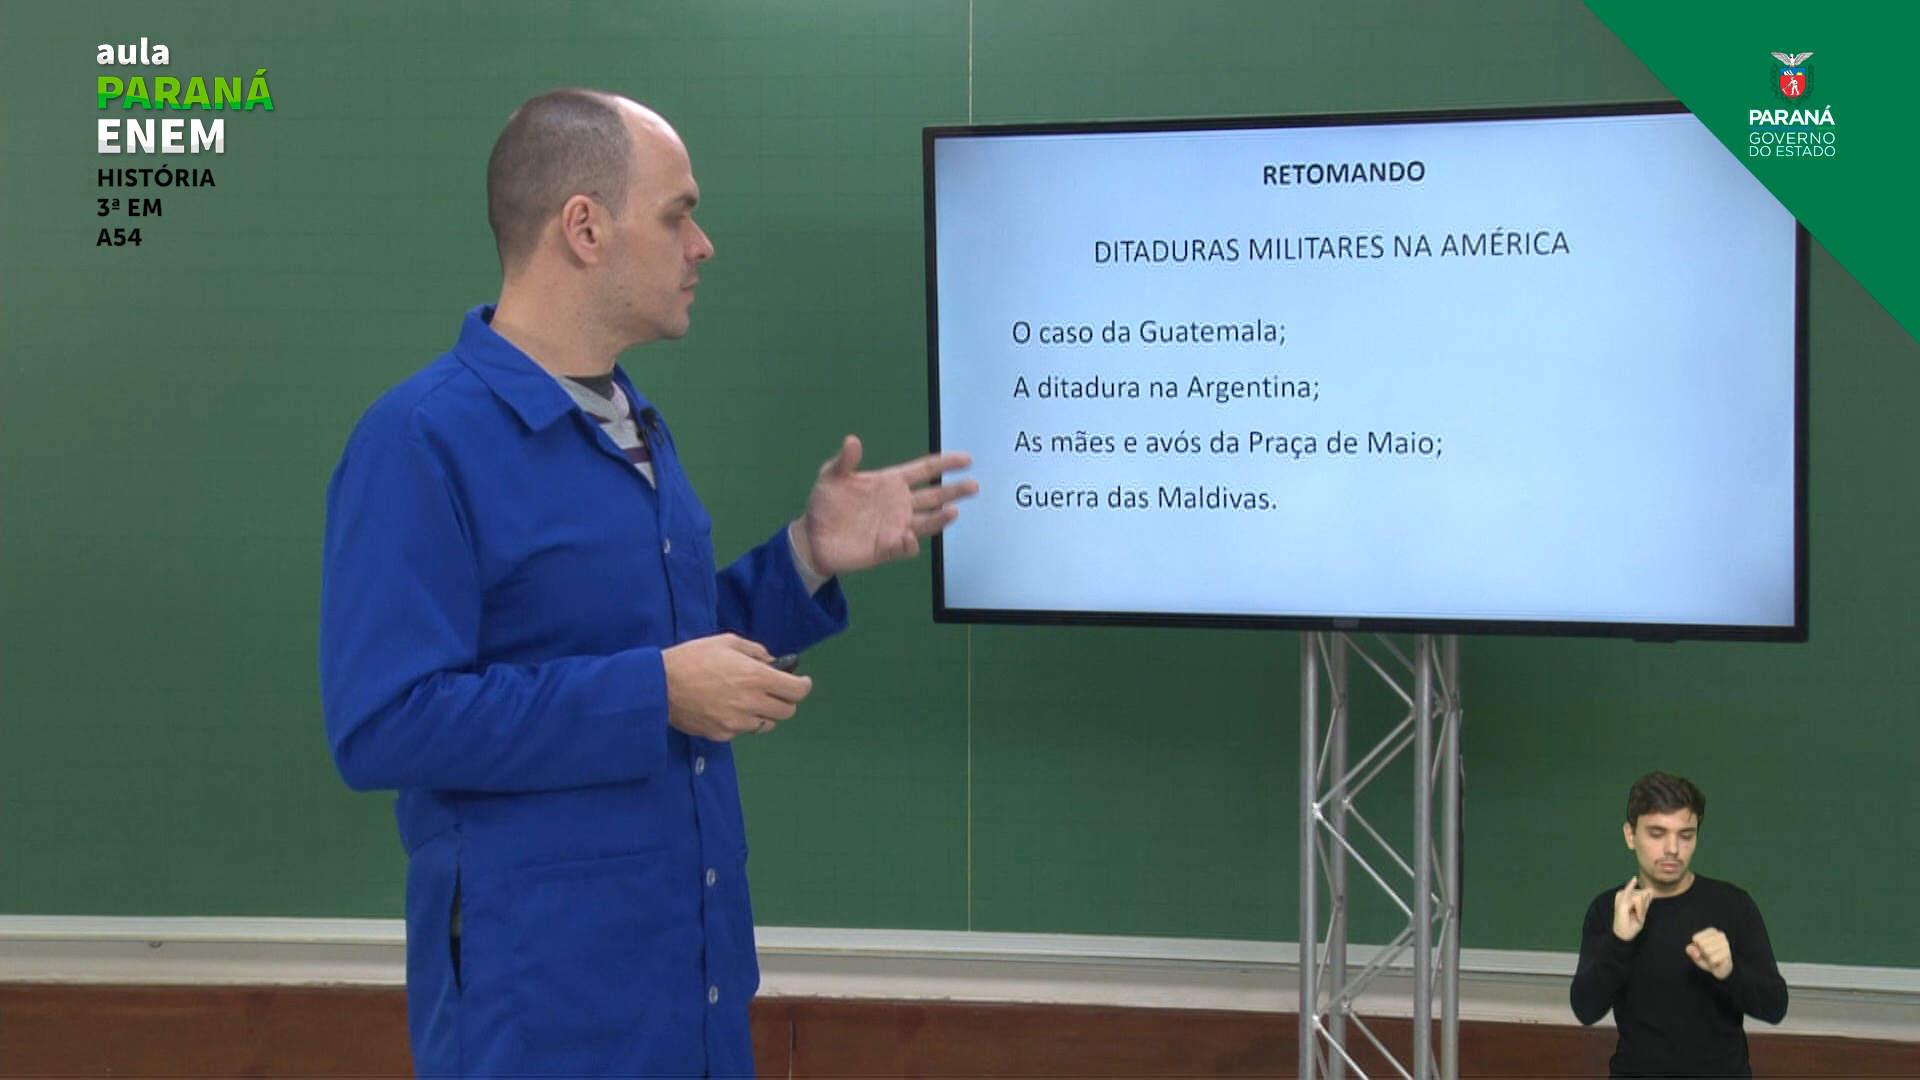 aula
PARANÁ
ENEM
HISTÓRIA
3ª EM
A54
PARANÁ
GOVERNO
DO ESTADO
RETOMANDO
DITADURAS MILITARES NA AMÉRICA
O caso da Guatemala;
A ditadura na Argentina;
As mães e avós da Praça de Maio;
Guerra das Maldivas.